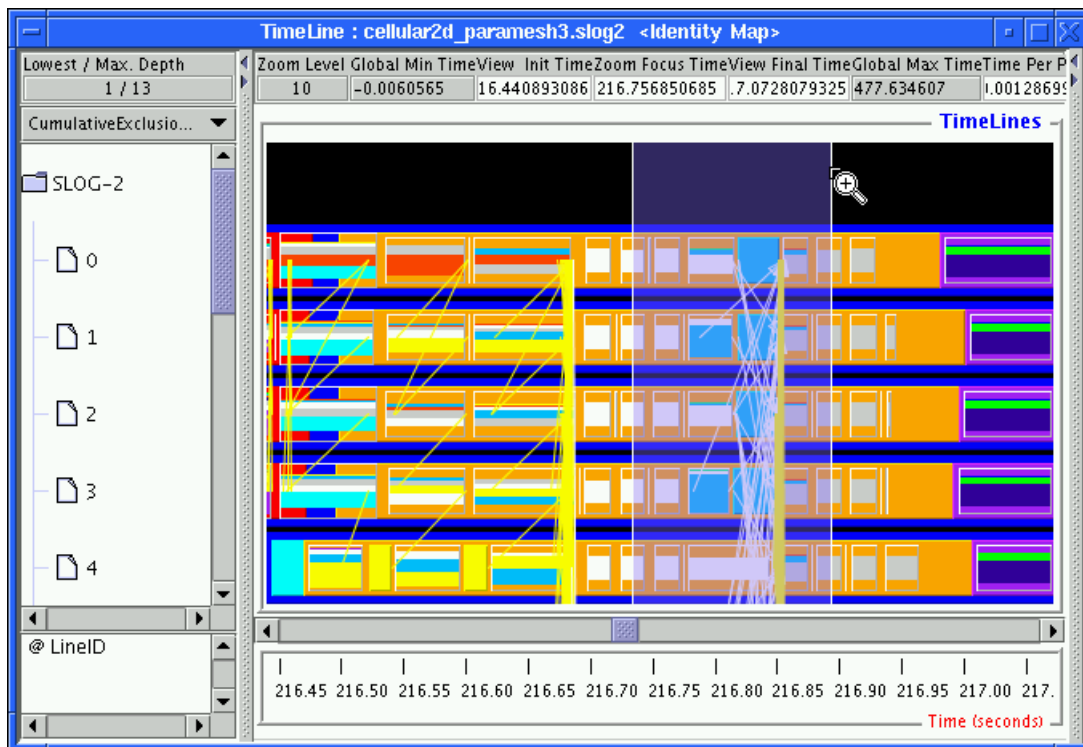 TimeLine : cellular2d_paramesh3.slog2 <Identity Map>
Lowest / Max. Depth
1 / 13
CumulativeExclusio...
Zoom Level Global Min Time View Init Time Zoom Focus Time View Final Time Global Max Time Time Per P
10 -0.0060565 16.440893086 216.756850685 .7.0728079325 477.634607 .00128699
TimeLines
SLOG-2
0
1
2
3
4
@ LineID
216.45 216.50 216.55 216.60 216.65 216.70 216.75 216.80 216.85 216.90 216.95 217.00 217.
Time (seconds)